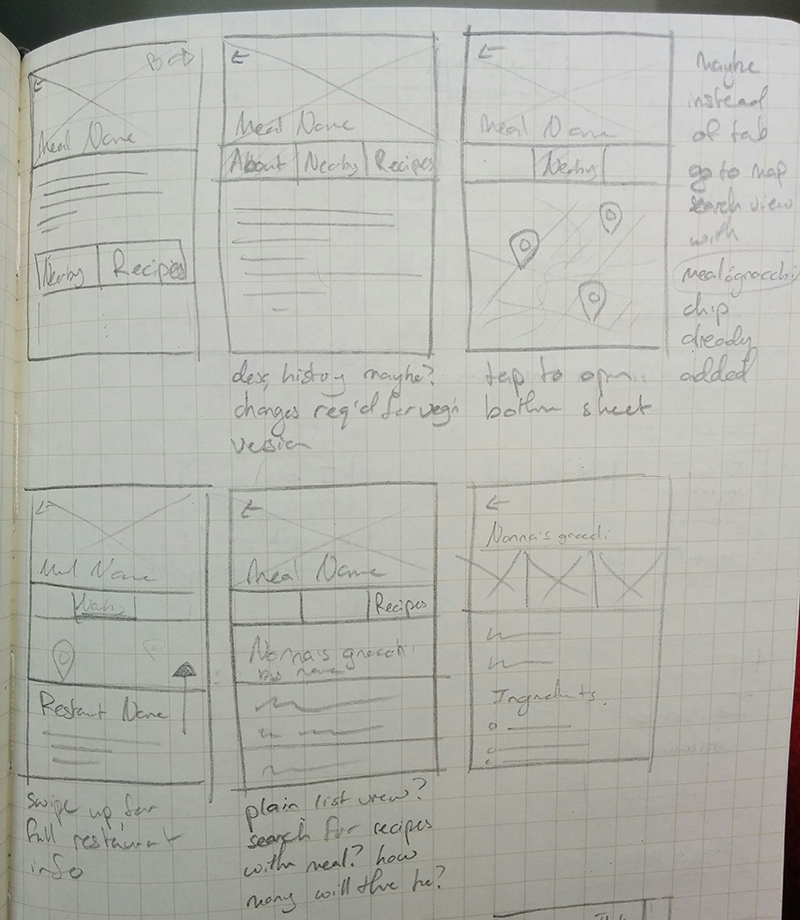 Meal Name
Nearby Recipes
Meal Name
About Nearby Recipes
desc, history maybe?
changes req'd for veg'n
version
Meal Name
Nearby
tap to open
bottom sheet
Maybe
instead
of tab
go to map
search view
with
meal:gnocchi
chip
already
added
Meal Name
Nearby
Restaurant Name
swipe up for
full restaurant
info
Meal Name
Recipes
Nonna's gnocchi
by name
plain list view?
search for recipes
with meal? how
many will there be?
Nonna's gnocchi
Ingredients